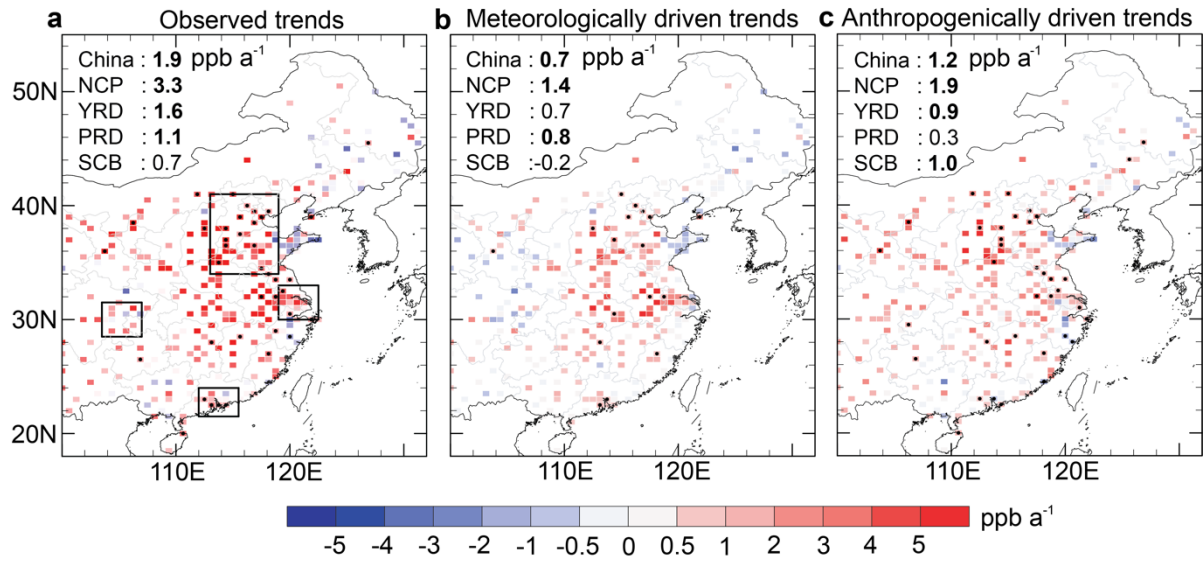 a Observed trends
China : 1.9 ppb a⁻¹
NCP : 3.3
YRD : 1.6
PRD : 1.1
SCB : 0.7
b Meteorologically driven trends
China : 0.7 ppb a⁻¹
NCP : 1.4
YRD : 0.7
PRD : 0.8
SCB : -0.2
c Anthropogenically driven trends
China : 1.2 ppb a⁻¹
NCP : 1.9
YRD : 0.9
PRD : 0.3
SCB : 1.0
50N
40N
30N
20N
110E 120E
110E 120E
110E 120E
ppb a⁻¹
-5 -4 -3 -2 -1 -0.5 0 0.5 1 2 3 4 5